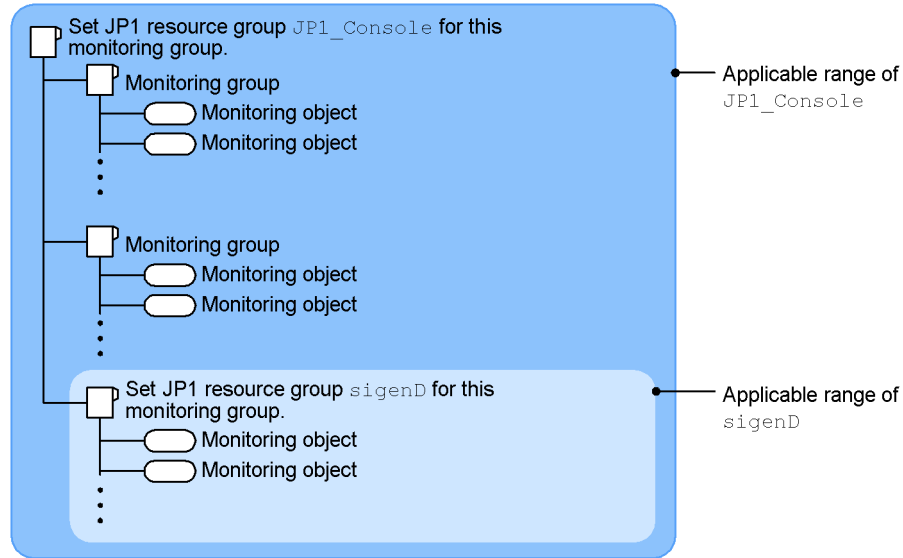 Set JP1 resource group JP1_Console for this
monitoring group.
Monitoring group
Monitoring object
Monitoring object
Monitoring group
Monitoring object
Monitoring object
Set JP1 resource group sigenD for this
monitoring group.
Monitoring object
Monitoring object
Applicable range of
JP1_Console
Applicable range of
sigenD